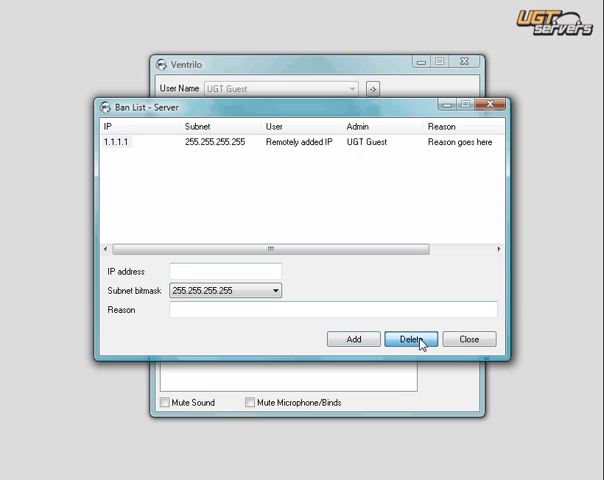 UGT
servers
Ventrilo
User Name UGT Guest ->
Ban List - Server
IP Subnet User Admin Reason
1.1.1.1 255.255.255.255 Remotely added IP UGT Guest Reason goes here
IP address
Subnet bitmask 255.255.255.255
Reason
Add Delete Close
Mute Sound Mute Microphone/Binds